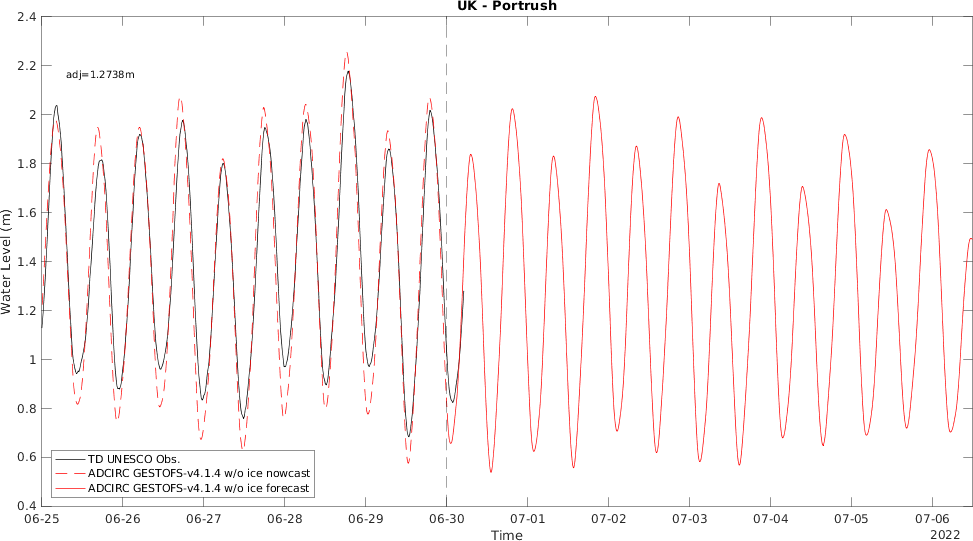 UK - Portrush
2.4
2.2
2
1.8
1.6
1.4
1.2
1
0.8
0.6
0.4
Water Level (m)
adj=1.2738m
TD UNESCO Obs.
ADCIRC GESTOFS-v4.1.4 w/o ice nowcast
ADCIRC GESTOFS-v4.1.4 w/o ice forecast
06-25 06-26 06-27 06-28 06-29 06-30 07-01 07-02 07-03 07-04 07-05 07-06
Time
2022